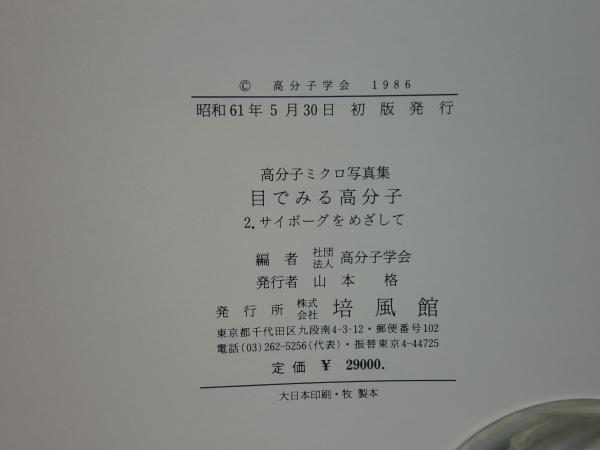 © 高分子学会 1986
昭和61年5月30日 初版発行
高分子ミクロ写真集
目でみる高分子
2.サイボーグをめざして
編者 社団法人 高分子学会
発行者 山本 格
発行所 株式会社 培風館
東京都千代田区九段南4-3-12・郵便番号102
電話(03)262-5256(代表)・振替東京4-44725
定価 ¥ 29000.
大日本印刷・牧 製本